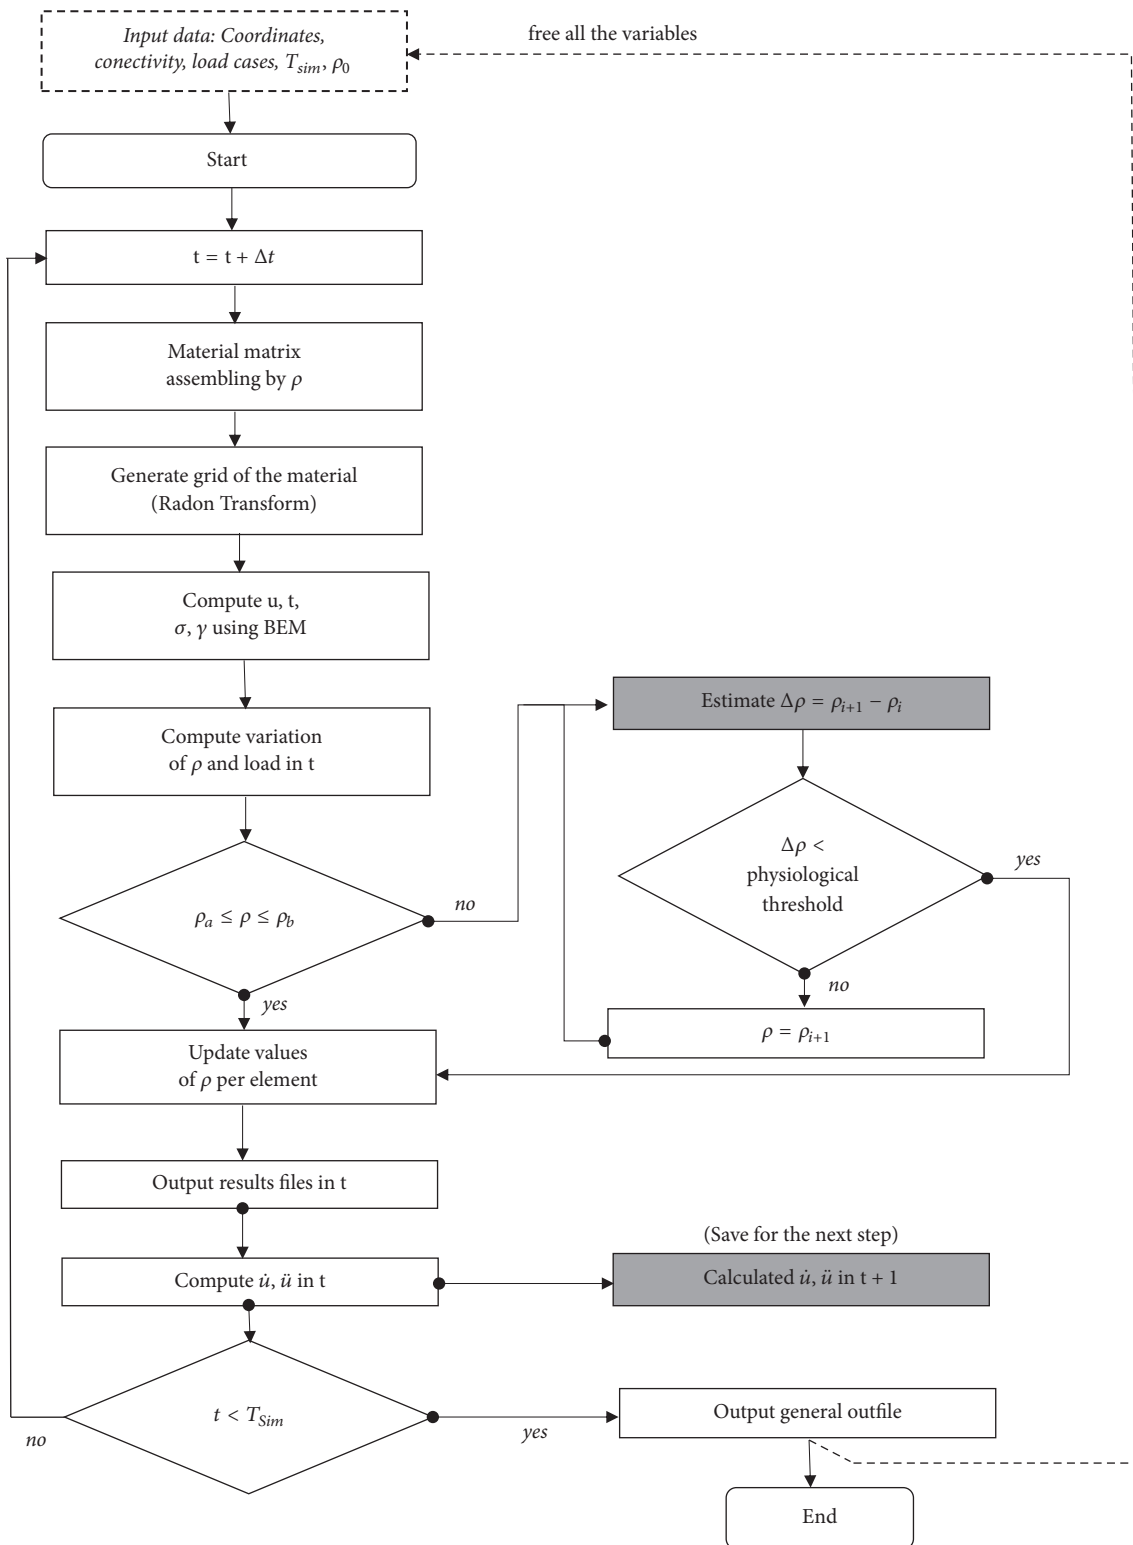 Input data: Coordinates,
conectivity, load cases, T_sim, ρ_0
free all the variables
Start
t = t + Δt
Material matrix
assembling by ρ
Generate grid of the material
(Radon Transform)
Compute u, t,
σ, γ using BEM
Compute variation
of ρ and load in t
ρ_a ≤ ρ ≤ ρ_b
no
yes
Estimate Δρ = ρ_{i+1} − ρ_i
Δρ <
physiological
threshold
yes
no
ρ = ρ_{i+1}
Update values
of ρ per element
Output results files in t
Compute u̇, ü in t
(Save for the next step)
Calculated u̇, ü in t + 1
t < T_Sim
no
yes
Output general outfile
End